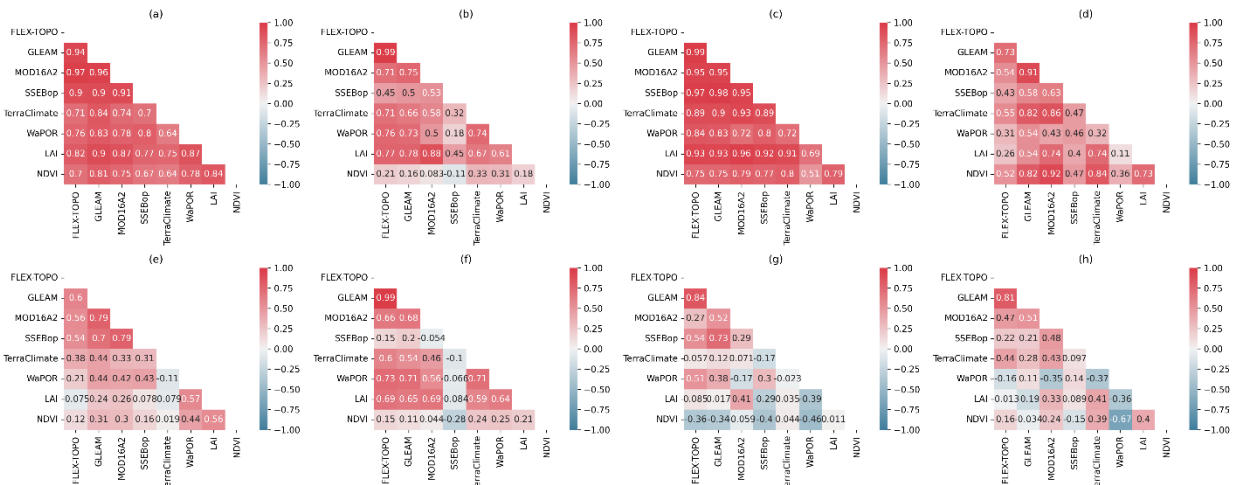 (a)
FLEX-TOPO
GLEAM 0.94
MOD16A2 0.97 0.96
SSEBop 0.9 0.9 0.91
TerraClimate 0.71 0.84 0.74 0.7
WaPOR 0.76 0.83 0.78 0.8 0.64
LAI 0.82 0.9 0.87 0.77 0.75 0.87
NDVI 0.7 0.81 0.75 0.67 0.64 0.78 0.84
FLEX-TOPO GLEAM MOD16A2 SSEBop TerraClimate WaPOR LAI NDVI
1.00
0.75
0.50
0.25
0.00
−0.25
−0.50
−0.75
−1.00
(b)
0.99
0.71 0.75
0.45 0.5 0.53
0.71 0.66 0.58 0.32
0.76 0.73 0.5 0.18 0.74
0.77 0.78 0.88 0.45 0.67 0.61
0.21 0.16 0.083 -0.11 0.33 0.31 0.18
FLEX-TOPO GLEAM MOD16A2 SSEBop TerraClimate WaPOR LAI NDVI
1.00
0.75
0.50
0.25
0.00
−0.25
−0.50
−0.75
−1.00
(c)
FLEX-TOPO
GLEAM 0.99
MOD16A2 0.95 0.95
SSEBop 0.97 0.98 0.95
TerraClimate 0.89 0.9 0.93 0.89
WaPOR 0.84 0.83 0.72 0.8 0.72
LAI 0.93 0.93 0.96 0.92 0.91 0.69
NDVI 0.75 0.75 0.79 0.77 0.8 0.51 0.79
FLEX-TOPO GLEAM MOD16A2 SSEBop TerraClimate WaPOR LAI NDVI
1.00
0.75
0.50
0.25
0.00
−0.25
−0.50
−0.75
−1.00
(d)
FLEX-TOPO
GLEAM 0.73
MOD16A2 0.54 0.91
SSEBop 0.43 0.58 0.63
TerraClimate 0.55 0.82 0.86 0.47
WaPOR 0.31 0.54 0.43 0.46 0.32
LAI 0.26 0.54 0.74 0.4 0.74 0.11
NDVI 0.52 0.82 0.92 0.47 0.84 0.36 0.73
FLEX-TOPO GLEAM MOD16A2 SSEBop TerraClimate WaPOR LAI NDVI
1.00
0.75
0.50
0.25
0.00
−0.25
−0.50
−0.75
−1.00
(e)
FLEX-TOPO
GLEAM 0.6
MOD16A2 0.56 0.79
SSEBop 0.54 0.7 0.79
TerraClimate 0.38 0.44 0.33 0.31
WaPOR 0.21 0.44 0.42 0.43 -0.11
LAI -0.075 0.24 0.26 0.078 -0.079 0.57
NDVI 0.12 0.31 0.3 0.16 0.019 0.44 0.56
FLEX-TOPO GLEAM MOD16A2 SSEBop TerraClimate WaPOR LAI NDVI
1.00
0.75
0.50
0.25
0.00
−0.25
−0.50
−0.75
−1.00
(f)
FLEX-TOPO
GLEAM 0.99
MOD16A2 0.66 0.68
SSEBop 0.15 0.2 -0.054
TerraClimate 0.6 0.54 0.46 -0.1
WaPOR 0.73 0.71 0.56 -0.066 0.71
LAI 0.69 0.65 0.69 -0.084 0.59 0.64
NDVI 0.15 0.11 0.044 -0.28 0.24 0.25 0.21
FLEX-TOPO GLEAM MOD16A2 SSEBop TerraClimate WaPOR LAI NDVI
1.00
0.75
0.50
0.25
0.00
−0.25
−0.50
−0.75
−1.00
(g)
FLEX-TOPO
GLEAM 0.84
MOD16A2 0.27 0.52
SSEBop 0.54 0.73 0.29
TerraClimate -0.057 0.12 0.071 -0.17
WaPOR 0.51 0.38 -0.17 0.3 -0.023
LAI 0.085 0.017 0.41 -0.29 0.035 -0.39
NDVI -0.36 -0.34 0.059 -0.4 0.044 -0.46 0.011
FLEX-TOPO GLEAM MOD16A2 SSEBop TerraClimate WaPOR LAI NDVI
1.00
0.75
0.50
0.25
0.00
−0.25
−0.50
−0.75
−1.00
(h)
FLEX-TOPO
GLEAM 0.81
MOD16A2 0.47 0.51
SSEBop 0.22 0.21 0.48
TerraClimate 0.44 0.28 0.43 0.097
WaPOR -0.16 0.11 -0.35 0.14 -0.37
LAI -0.013 -0.19 0.33 0.089 0.41 -0.36
NDVI 0.16 0.034 0.24 -0.15 0.39 -0.67 0.4
FLEX-TOPO GLEAM MOD16A2 SSEBop TerraClimate WaPOR LAI NDVI
1.00
0.75
0.50
0.25
0.00
−0.25
−0.50
−0.75
−1.00